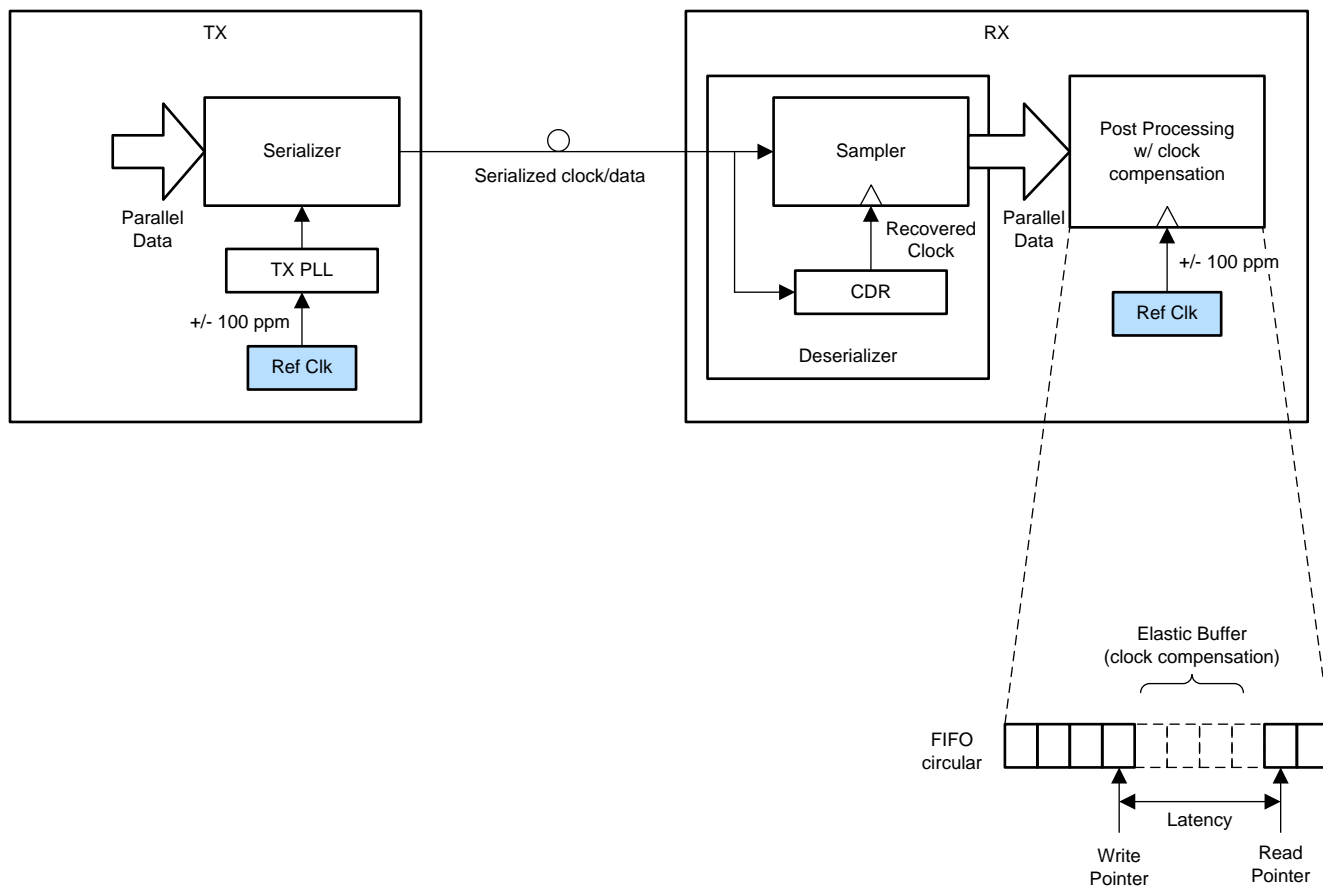 TX
RX
Serializer
Parallel
Data
TX PLL
+/- 100 ppm
Ref Clk
Serialized clock/data
Sampler
Recovered
Clock
CDR
Deserializer
Parallel
Data
Post Processing
w/ clock
compensation
+/- 100 ppm
Ref Clk
Elastic Buffer
(clock compensation)
FIFO
circular
Latency
Write
Pointer
Read
Pointer